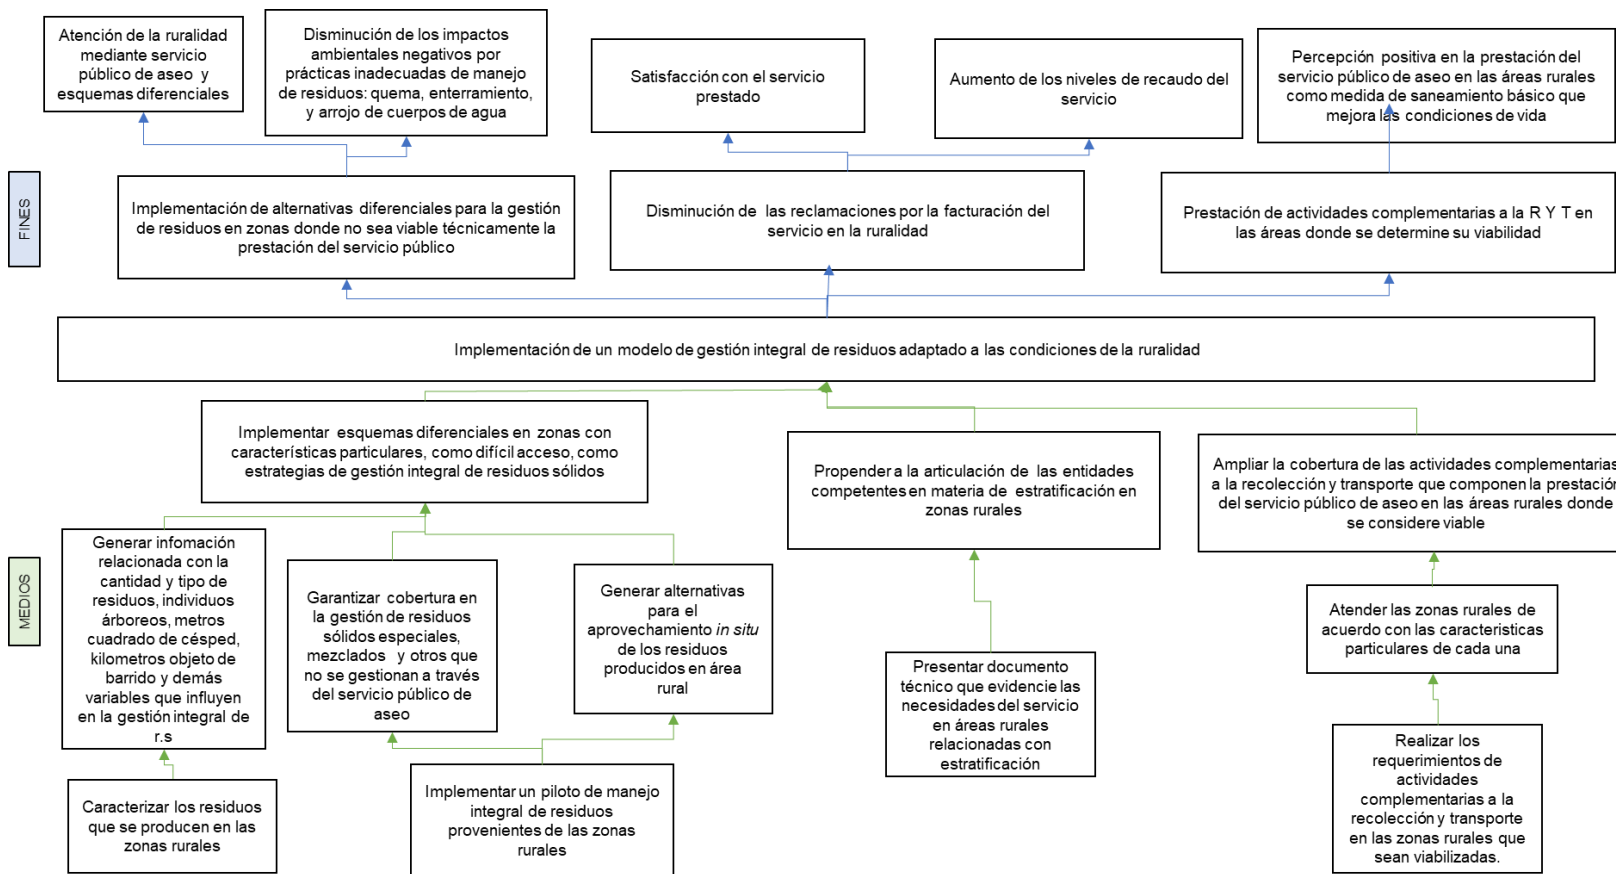 Atención de la ruralidad
mediante servicio
público de aseo y
esquemas diferenciales
Disminución de los impactos
ambientales negativos por
prácticas inadecuadas de manejo
de residuos: quema, enterramiento,
y arrojo de cuerpos de agua
Satisfacción con el servicio
prestado
Aumento de los niveles de recaudo del
servicio
Percepción positiva en la prestación del
servicio público de aseo en las áreas rurales
como medida de saneamiento básico que
mejora las condiciones de vida
FINES
Implementación de alternativas diferenciales para la gestión
de residuos en zonas donde no sea viable técnicamente la
prestación del servicio público
Disminución de las reclamaciones por la facturación del
servicio en la ruralidad
Prestación de actividades complementarias a la R Y T en
las áreas donde se determine su viabilidad
Implementación de un modelo de gestión integral de residuos adaptado a las condiciones de la ruralidad
Implementar esquemas diferenciales en zonas con
características particulares, como difícil acceso, como
estrategias de gestión integral de residuos sólidos
Propender a la articulación de las entidades
competentes en materia de estratificación en
zonas rurales
Ampliar la cobertura de las actividades complementarias
a la recolección y transporte que componen la prestación
del servicio público de aseo en las áreas rurales donde
se considere viable
MEDIOS
Generar infomación
relacionada con la
cantidad y tipo de
residuos, individuos
árboreos, metros
cuadrado de césped,
kilometros objeto de
barrido y demás
variables que influyen
en la gestión integral de
r.s
Garantizar cobertura en
la gestión de residuos
sólidos especiales,
mezclados y otros que
no se gestionan a través
del servicio público de
aseo
Generar alternativas
para el
aprovechamiento in situ
de los residuos
producidos en área
rural
Presentar documento
técnico que evidencie las
necesidades del servicio
en áreas rurales
relacionadas con
estratificación
Atender las zonas rurales de
acuerdo con las caracteristicas
particulares de cada una
Caracterizar los residuos
que se producen en las
zonas rurales
Implementar un piloto de manejo
integral de residuos
provenientes de las zonas
rurales
Realizar los
requerimientos de
actividades
complementarias a la
recolección y transporte
en las zonas rurales que
sean viabilizadas.